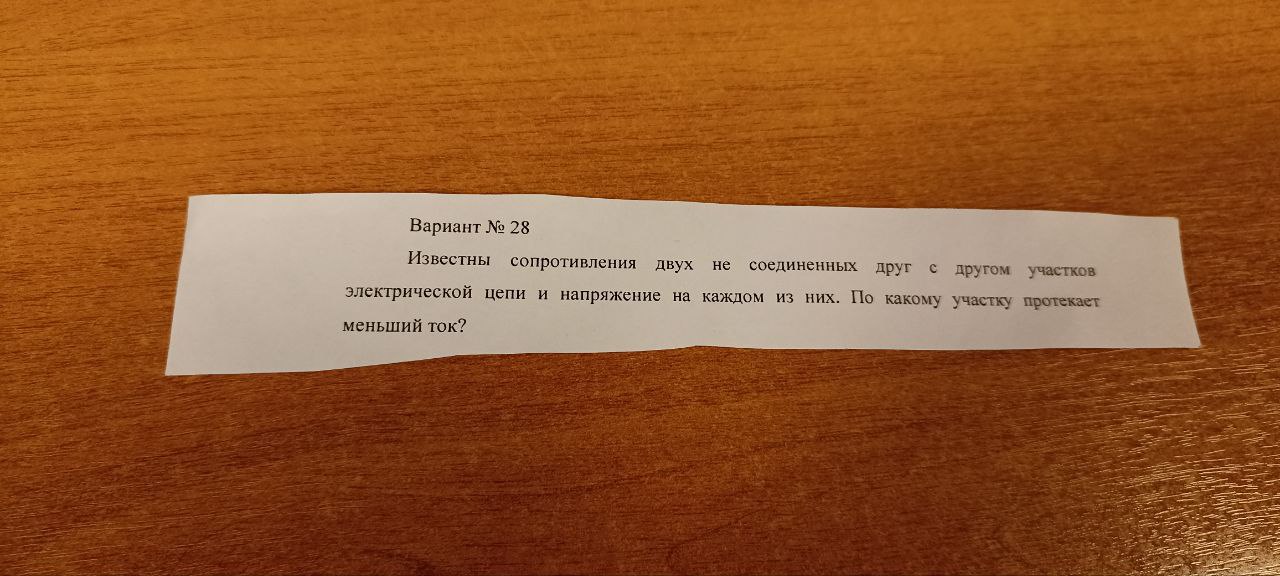 Вариант № 28
Известны сопротивления двух не соединенных друг с другом участков
электрической цепи и напряжение на каждом из них. По какому участку протекает
меньший ток?